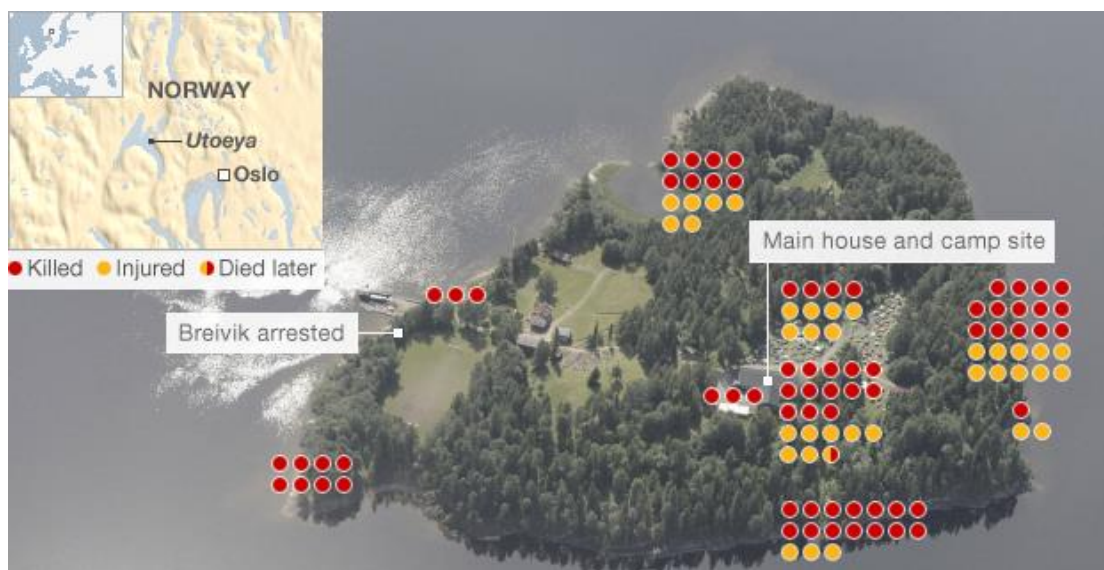 NORWAY
Utoeya
Oslo
Killed
Injured
Died later
Main house and camp site
Breivik arrested